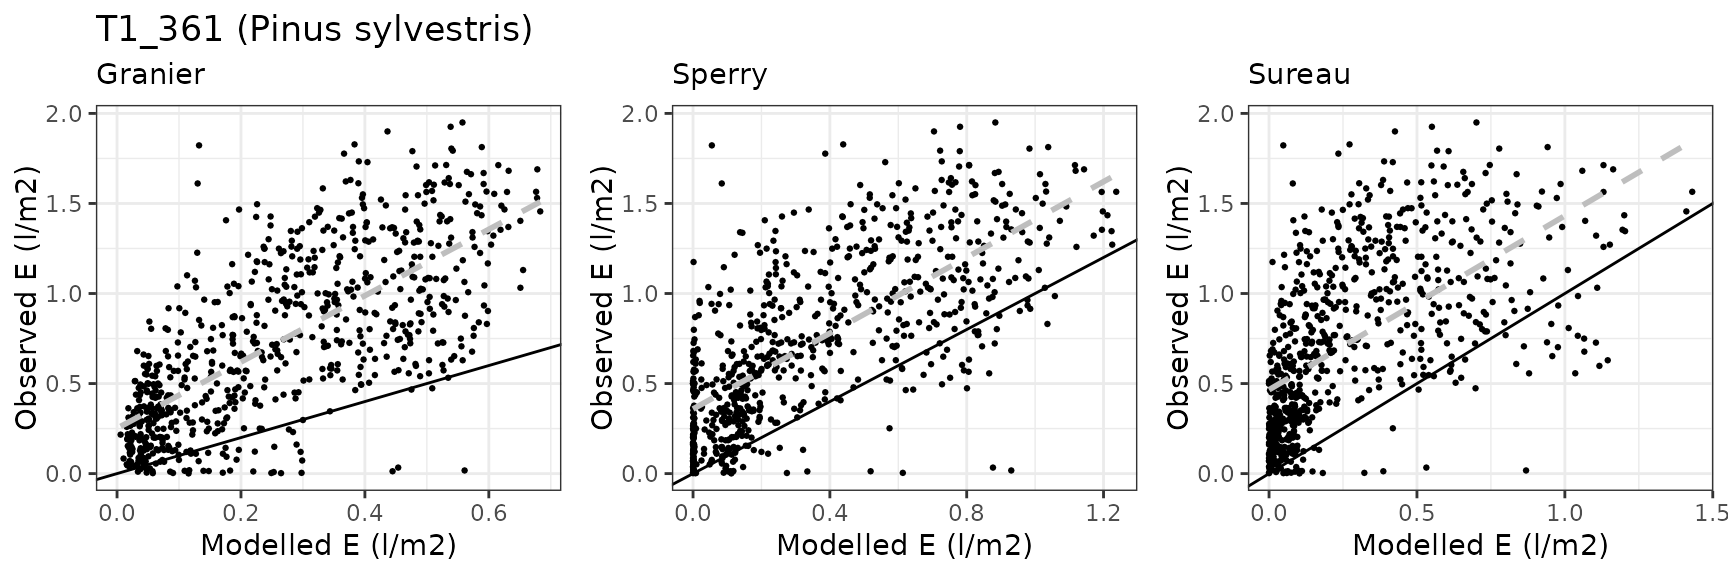 T1_361 (Pinus sylvestris)
Granier
Sperry
Sureau
2.0
1.5
1.0
0.5
0.0
0.0 0.2 0.4 0.6
Modelled E (l/m2)
Observed E (l/m2)
2.0
1.5
1.0
0.5
0.0
0.0 0.4 0.8 1.2
Modelled E (l/m2)
Observed E (l/m2)
2.0
1.5
1.0
0.5
0.0
0.0 0.5 1.0 1.5
Modelled E (l/m2)
Observed E (l/m2)